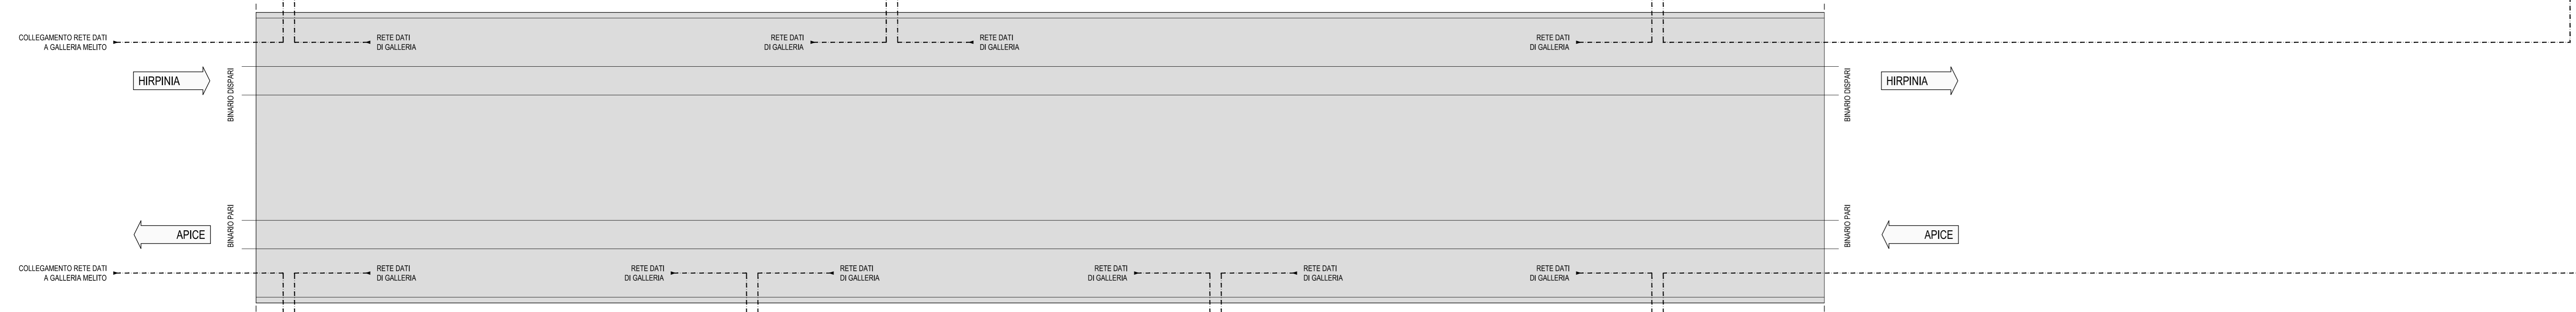 COLLEGAMENTO RETE DATI
A GALLERIA MELITO
RETE DATI
DI GALLERIA
RETE DATI
DI GALLERIA
RETE DATI
DI GALLERIA
RETE DATI
DI GALLERIA
HIRPINIA
BINARIO DISPARI
BINARIO DISPARI
HIRPINIA
APICE
BINARIO PARI
BINARIO PARI
APICE
COLLEGAMENTO RETE DATI
A GALLERIA MELITO
RETE DATI
DI GALLERIA
RETE DATI
DI GALLERIA
RETE DATI
DI GALLERIA
RETE DATI
DI GALLERIA
RETE DATI
DI GALLERIA
RETE DATI
DI GALLERIA